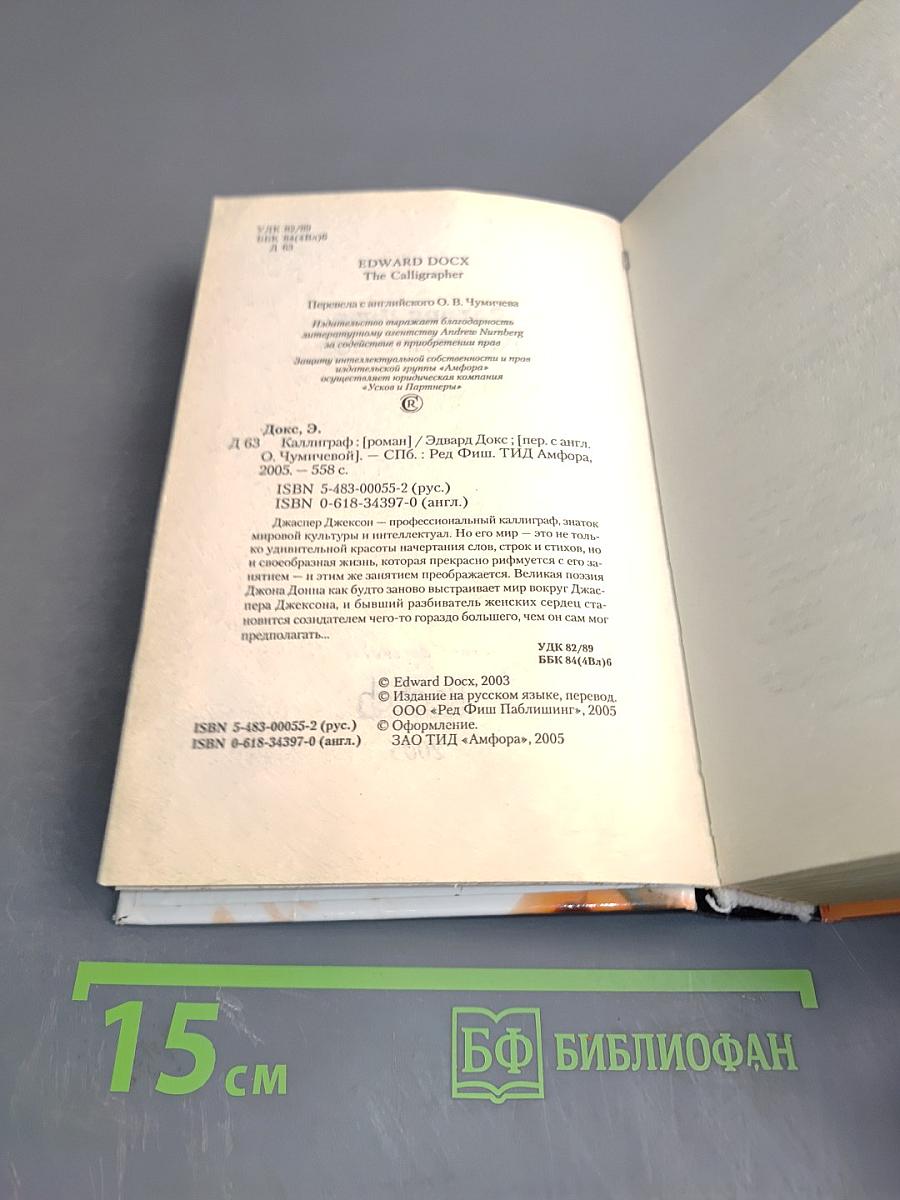 УДК 82/89
ББК 84(4Вл)6
Д 63
EDWARD DOCX
The Calligrapher
Перевела с английского О. В. Чумичева
Издательство выражает благодарность
литературному агентству Andrew Nurnberg
за содействие в приобретении прав
Защиту интеллектуальной собственности и прав
издательской группы «Амфора»
осуществляет юридическая компания
«Усков и Партнеры»
Докс, Э.
Д 63 Каллиграф : [роман] / Эдвард Докс ; [пер. с англ.
О. Чумичевой]. — СПб. : Ред Фиш. ТИД Амфора,
2005. — 558 с.
ISBN 5-483-00055-2 (рус.)
ISBN 0-618-34397-0 (англ.)
Джаспер Джексон — профессиональный каллиграф, знаток
мировой культуры и интеллектуал. Но его мир — это не толь-
ко удивительной красоты начертания слов, строк и стихов, но
и своеобразная жизнь, которая прекрасно рифмуется с его за-
нятием — и этим же занятием преображается. Великая поэзия
Джона Донна как будто заново выстраивает мир вокруг Джас-
пера Джексона, и бывший разбиватель женских сердец ста-
новится созидателем чего-то гораздо большего, чем он сам мог
предполагать...
УДК 82/89
ББК 84(4Вл)6
© Edward Docx, 2003
© Издание на русском языке, перевод.
ООО «Ред Фиш Паблишинг», 2005
ISBN 5-483-00055-2 (рус.) © Оформление.
ISBN 0-618-34397-0 (англ.) ЗАО ТИД «Амфора», 2005
15 см
БФ БИБЛИОФАН